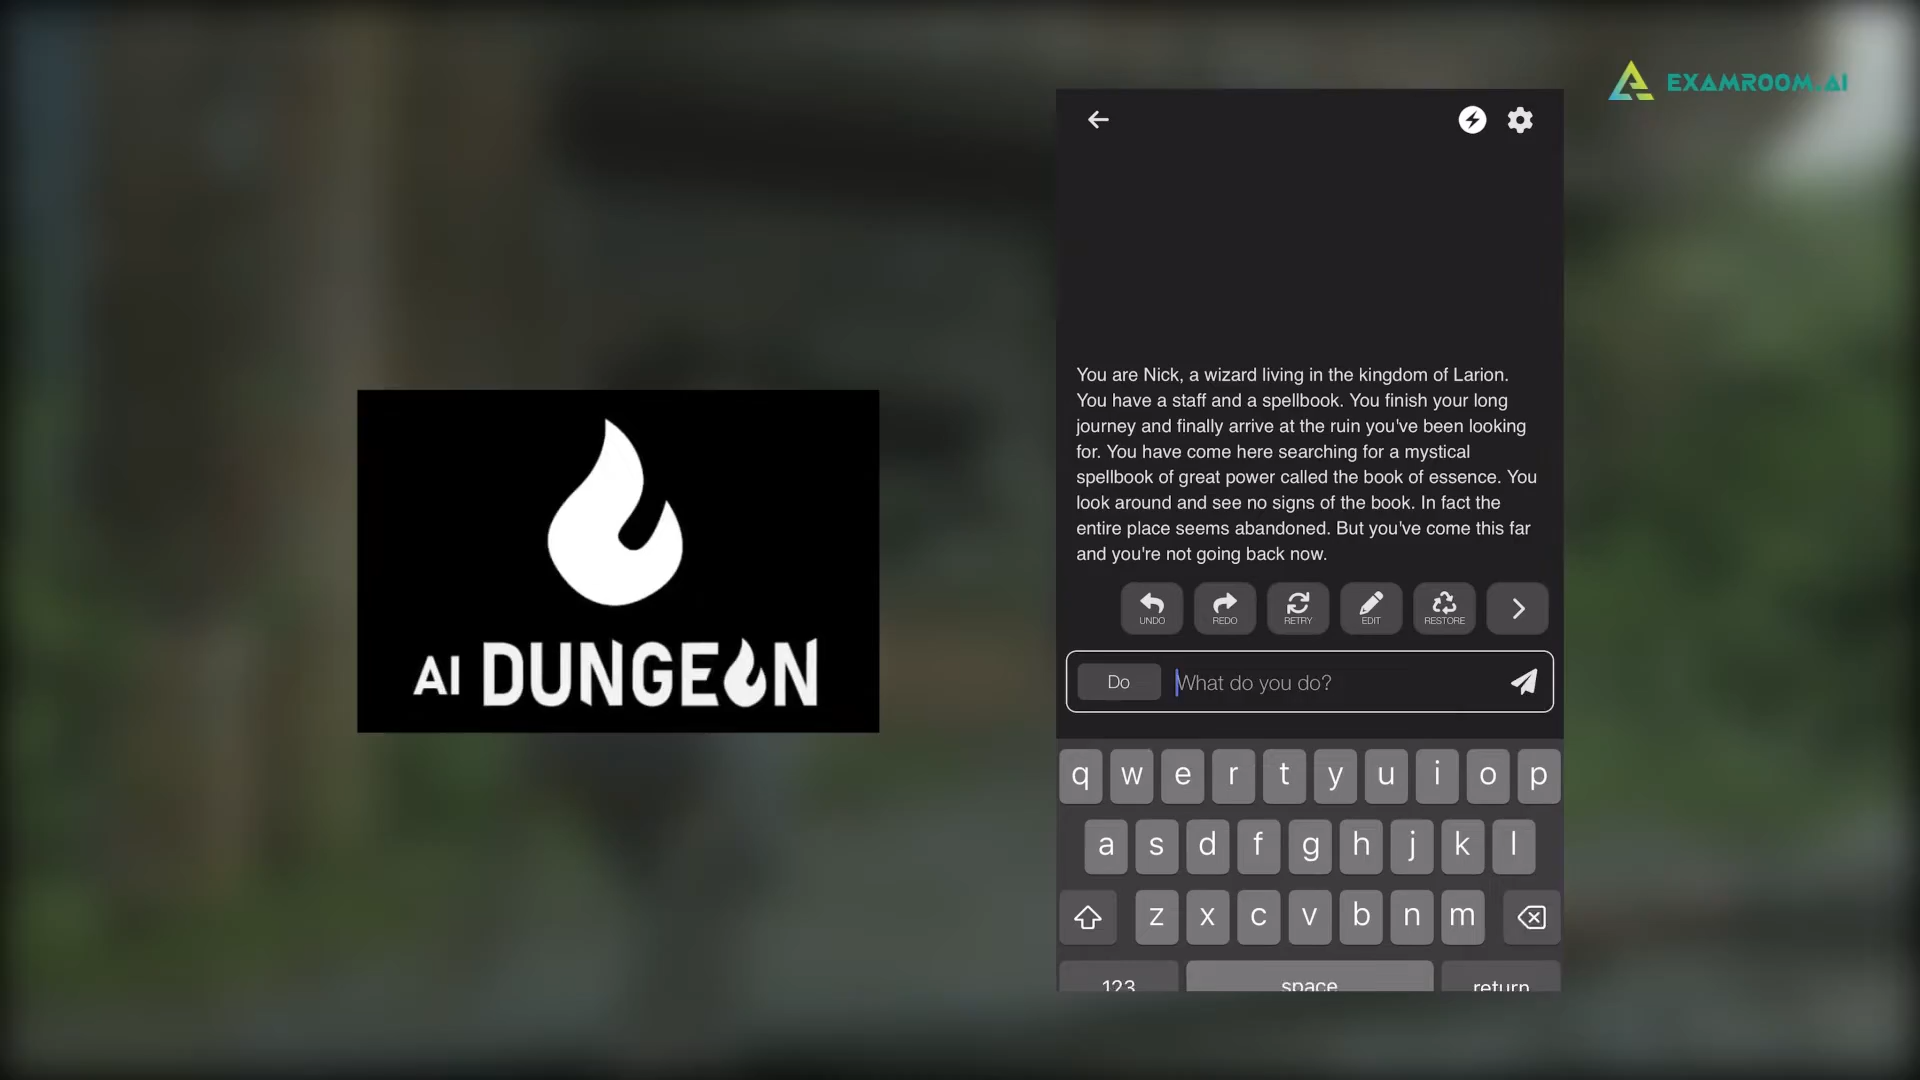 EXAMROOM.AI
AI DUNGEON
You are Nick, a wizard living in the kingdom of Larion.
You have a staff and a spellbook. You finish your long
journey and finally arrive at the ruin you've been looking
for. You have come here searching for a mystical
spellbook of great power called the book of essence. You
look around and see no signs of the book. In fact the
entire place seems abandoned. But you've come this far
and you're not going back now.
UNDO REDO RETRY EDIT RESTORE
Do What do you do?
q w e r t y u i o p
a s d f g h j k l
z x c v b n m
123 space return